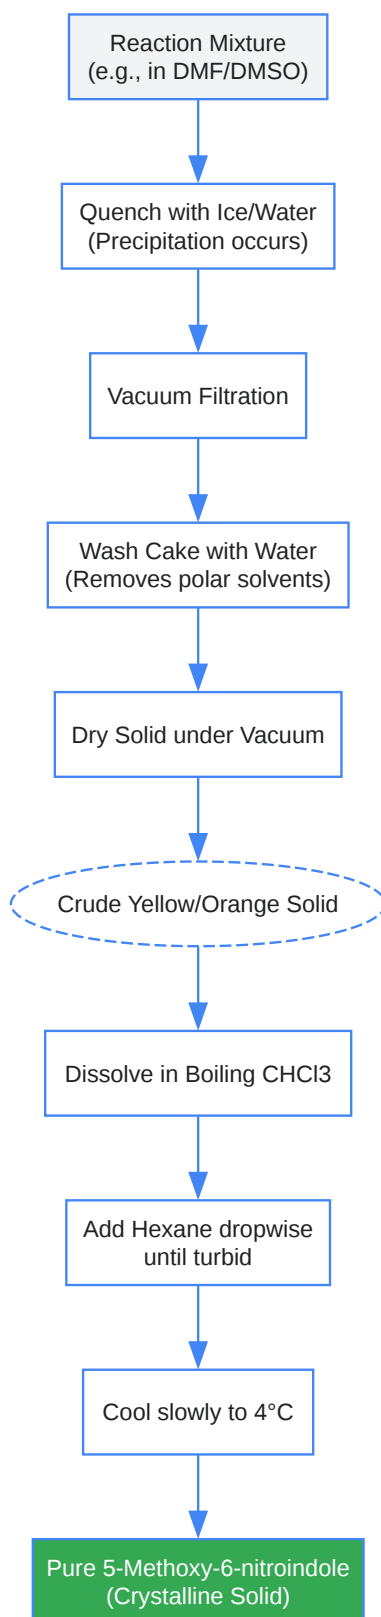 Reaction Mixture
(e.g., in DMF/DMSO)
Quench with Ice/Water
(Precipitation occurs)
Vacuum Filtration
Wash Cake with Water
(Removes polar solvents)
Dry Solid under Vacuum
Crude Yellow/Orange Solid
Dissolve in Boiling CHCl3
Add Hexane dropwise
until turbid
Cool slowly to 4°C
Pure 5-Methoxy-6-nitroindole
(Crystalline Solid)